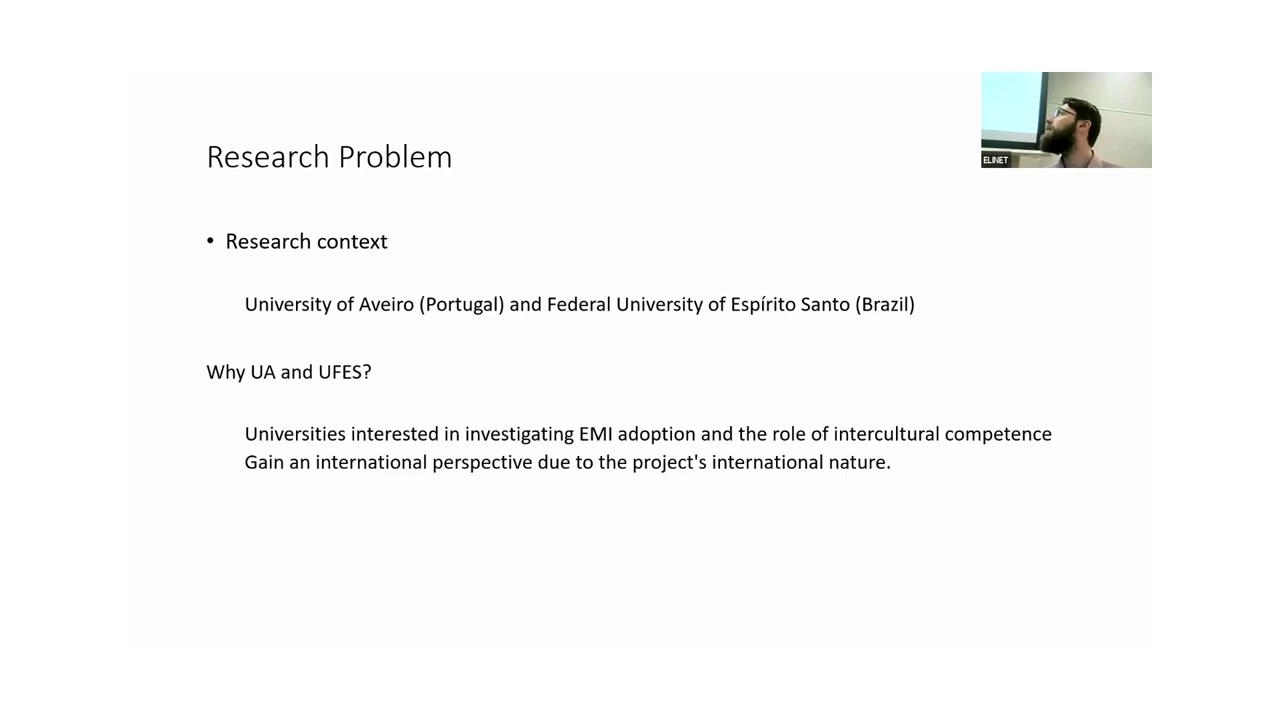 Research Problem
• Research context
University of Aveiro (Portugal) and Federal University of Espírito Santo (Brazil)
Why UA and UFES?
Universities interested in investigating EMI adoption and the role of intercultural competence
Gain an international perspective due to the project's international nature.
ELINET